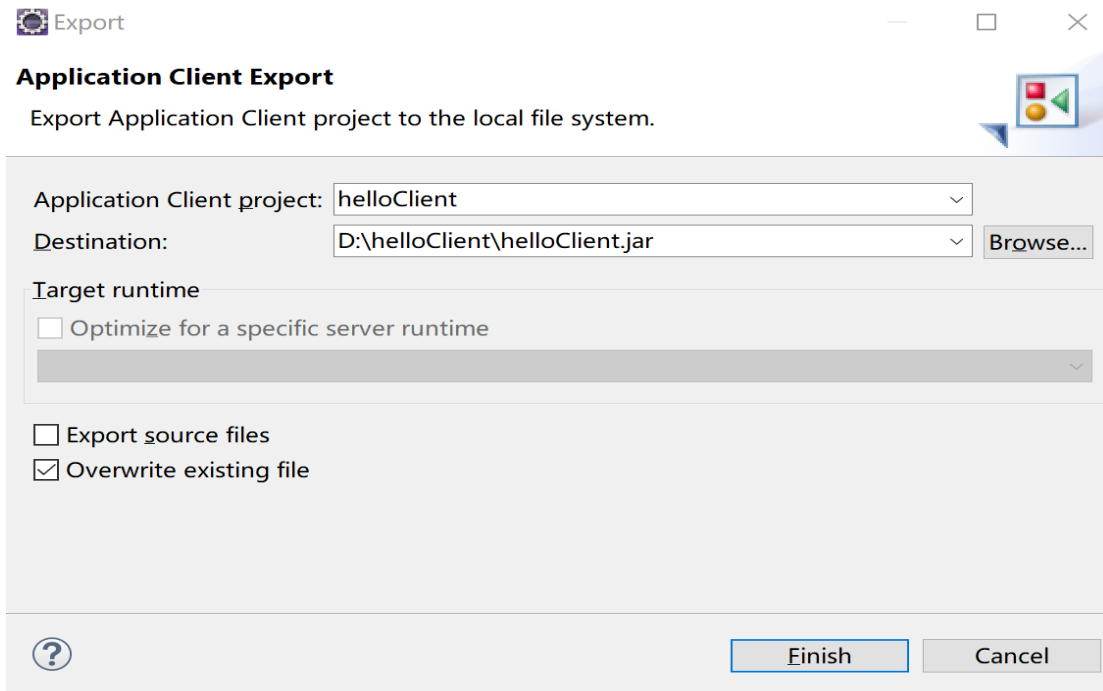 Export
Application Client Export
Export Application Client project to the local file system.
Application Client project: helloClient
Destination: D:\helloClient\helloClient.jar Browse...
Target runtime
Optimize for a specific server runtime
Export source files
Overwrite existing file
? Finish Cancel